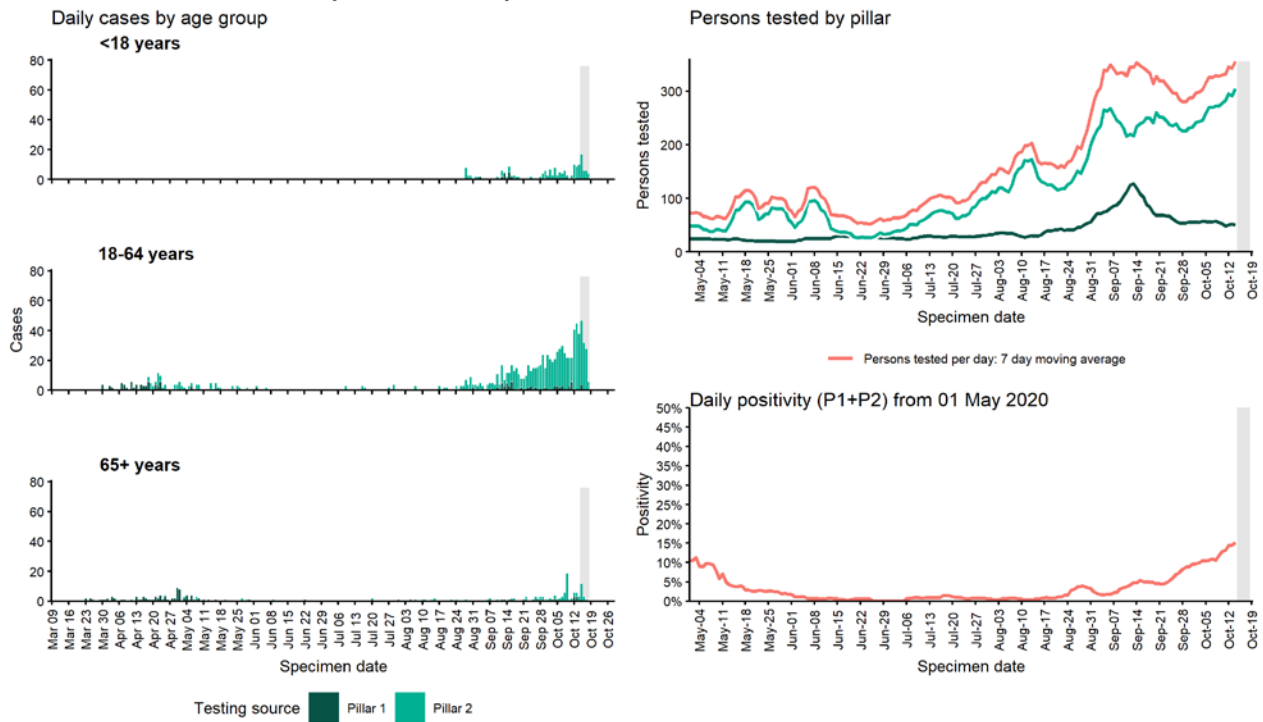 Daily cases by age group
<18 years
80
60
40
20
0
18-64 years
80
60
40
20
0
Cases
65+ years
80
60
40
20
0
Mar 09
Mar 16
Mar 23
Mar 30
Apr 06
Apr 13
Apr 20
Apr 27
May 04
May 11
May 18
May 25
Jun 01
Jun 08
Jun 15
Jun 22
Jun 29
Jul 06
Jul 13
Jul 20
Jul 27
Aug 03
Aug 10
Aug 17
Aug 24
Aug 31
Sep 07
Sep 14
Sep 21
Sep 28
Oct 05
Oct 12
Oct 19
Oct 26
Specimen date
Testing source Pillar 1 Pillar 2
Persons tested by pillar
Persons tested
300
200
100
0
May-04
May-11
May-18
May-25
Jun-01
Jun-08
Jun-15
Jun-22
Jun-29
Jul-06
Jul-13
Jul-20
Jul-27
Aug-03
Aug-10
Aug-17
Aug-24
Aug-31
Sep-07
Sep-14
Sep-21
Sep-28
Oct-05
Oct-12
Oct-19
Specimen date
Persons tested per day: 7 day moving average
Daily positivity (P1+P2) from 01 May 2020
Positivity
50%
45%
40%
35%
30%
25%
20%
15%
10%
5%
0%
May-04
May-11
May-18
May-25
Jun-01
Jun-08
Jun-15
Jun-22
Jun-29
Jul-06
Jul-13
Jul-20
Jul-27
Aug-03
Aug-10
Aug-17
Aug-24
Aug-31
Sep-07
Sep-14
Sep-21
Sep-28
Oct-05
Oct-12
Oct-19
Specimen date